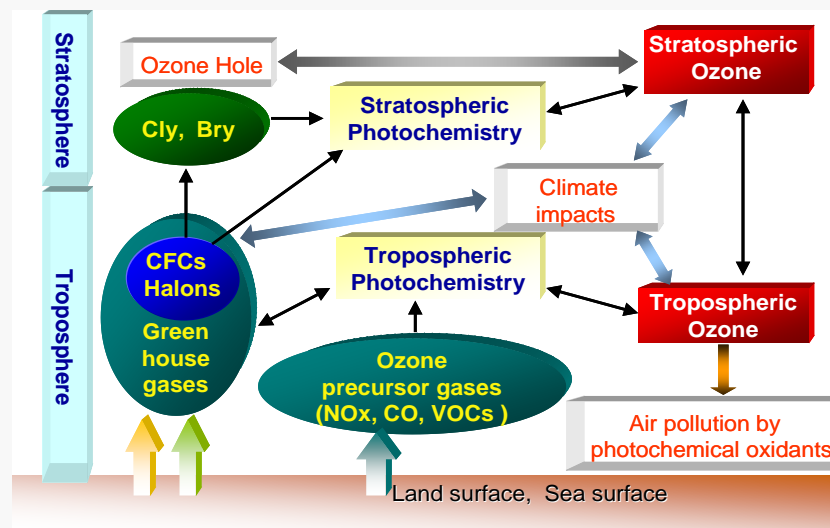 Stratosphere
Ozone Hole
Stratospheric
Ozone
Cly, Bry
Stratospheric
Photochemistry
Climate
impacts
Troposphere
CFCs
Halons
Green
house
gases
Tropospheric
Photochemistry
Tropospheric
Ozone
Ozone
precursor gases
(NOx, CO, VOCs )
Air pollution by
photochemical oxidants
Land surface, Sea surface